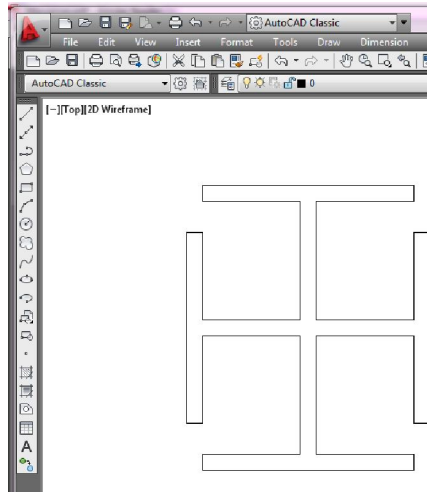 AutoCAD Classic
File Edit View Insert Format Tools Draw Dimension
AutoCAD Classic 0
[−][Top][2D Wireframe]
A